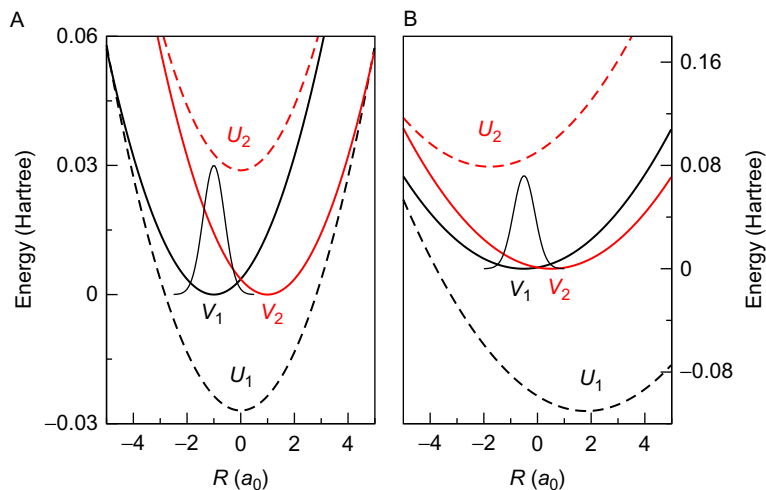 A
B
0.06
0.03
0
−0.03
Energy (Hartree)
U2
V1
V2
U1
−4
−2
0
2
4
R (a0)
U2
V1
V2
U1
0.16
0.08
0
−0.08
Energy (Hartree)
−4
−2
0
2
4
R (a0)